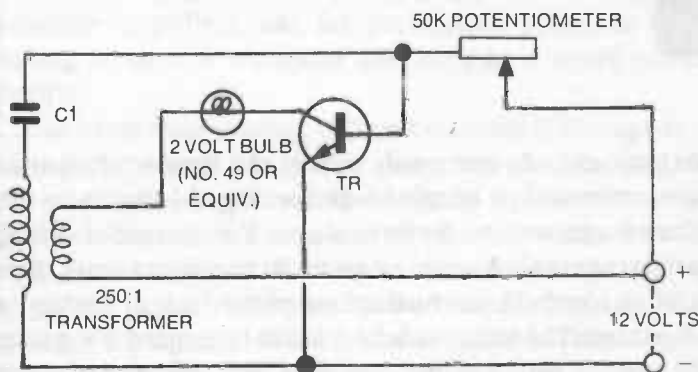 50K POTENTIOMETER
C1
2 VOLT BULB
(NO. 49 OR
EQUIV.)
TR
+
250:1
TRANSFORMER
12 VOLTS
−